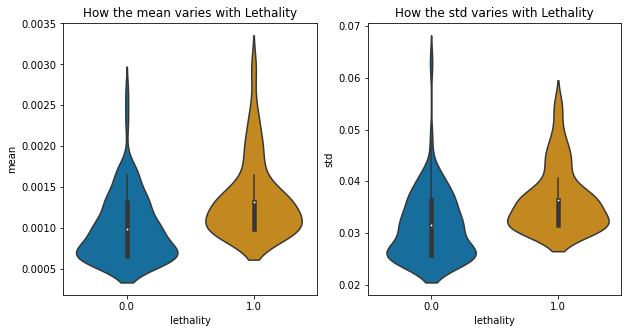 How the mean varies with Lethality
mean
0.0035
0.0030
0.0025
0.0020
0.0015
0.0010
0.0005
0.0
1.0
lethality
How the std varies with Lethality
std
0.07
0.06
0.05
0.04
0.03
0.02
0.0
1.0
lethality